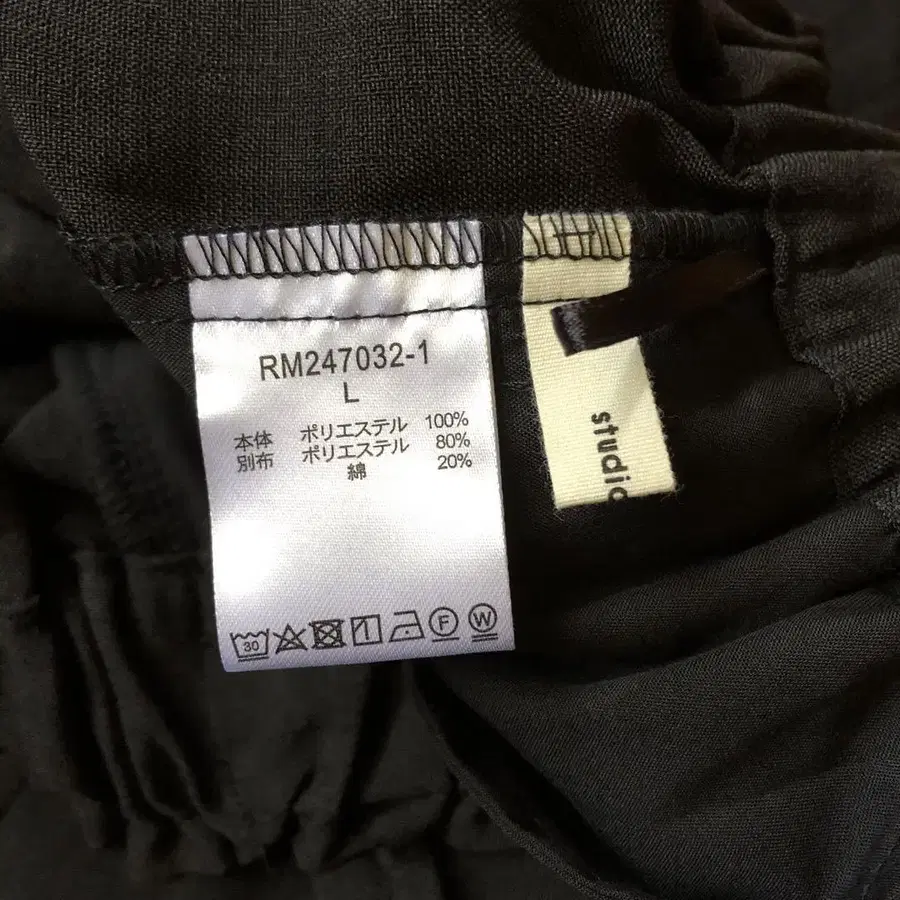 RM247032-1
L
本体 ポリエステル 100%
別布 ポリエステル 80%
綿 20%
30 F W
studio